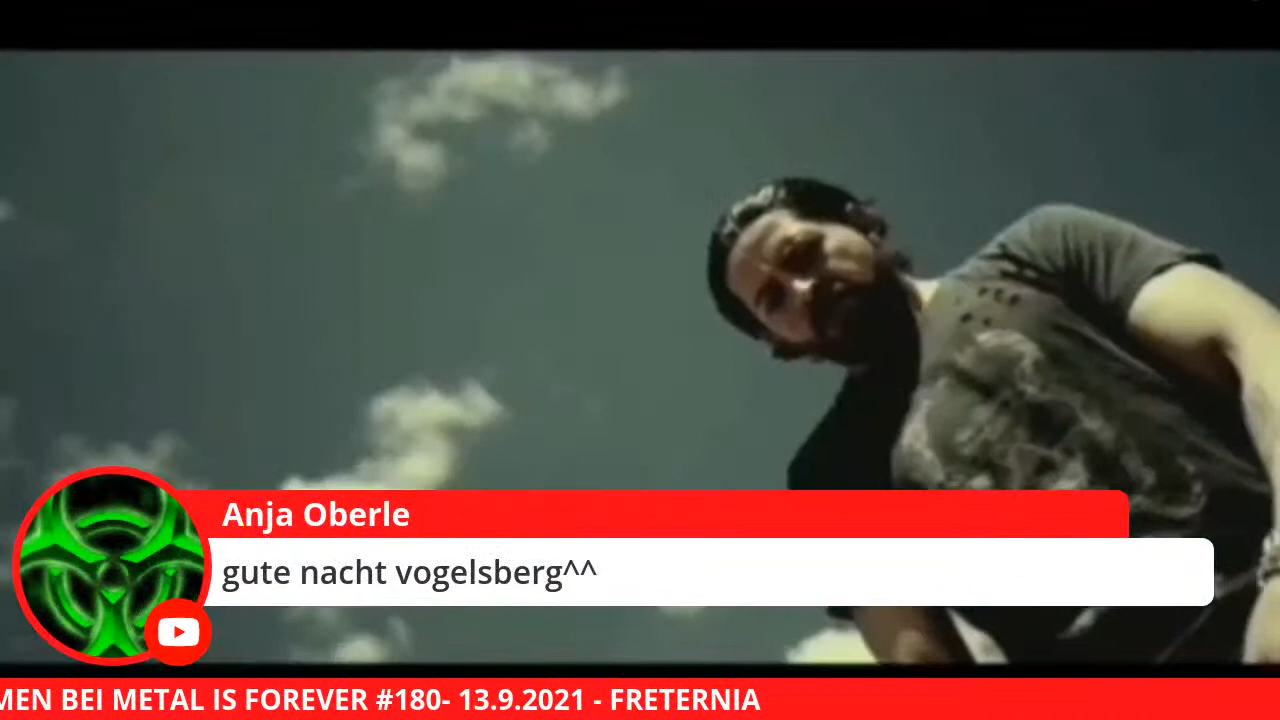 Anja Oberle
gute nacht vogelsberg^^
MEN BEI METAL IS FOREVER #180- 13.9.2021 - FRETERNIA